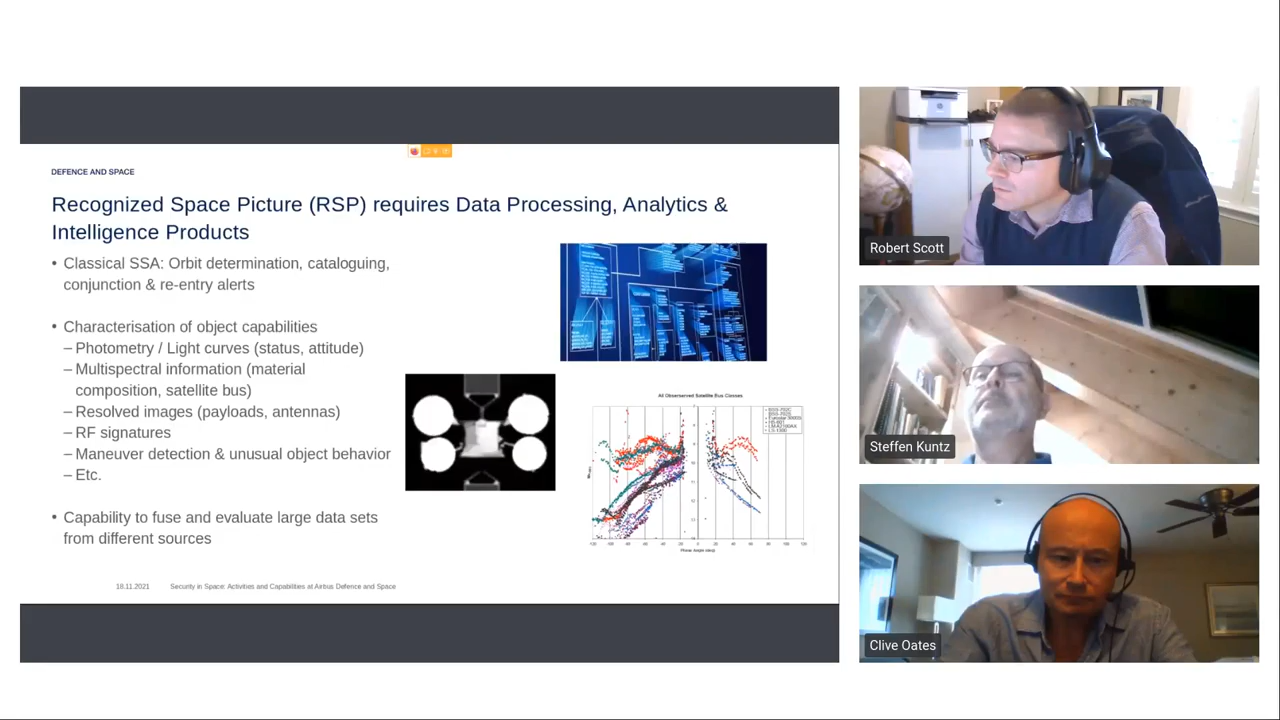 DEFENCE AND SPACE
Recognized Space Picture (RSP) requires Data Processing, Analytics &
Intelligence Products
• Classical SSA: Orbit determination, cataloguing,
conjunction & re-entry alerts
• Characterisation of object capabilities
– Photometry / Light curves (status, attitude)
– Multispectral information (material
composition, satellite bus)
– Resolved images (payloads, antennas)
– RF signatures
– Maneuver detection & unusual object behavior
– Etc.
• Capability to fuse and evaluate large data sets
from different sources
All Observered Satellite Bus Classes
Phase Angle (deg)
18.11.2021 Security in Space: Activities and Capabilities at Airbus Defence and Space
Robert Scott
Steffen Kuntz
Clive Oates